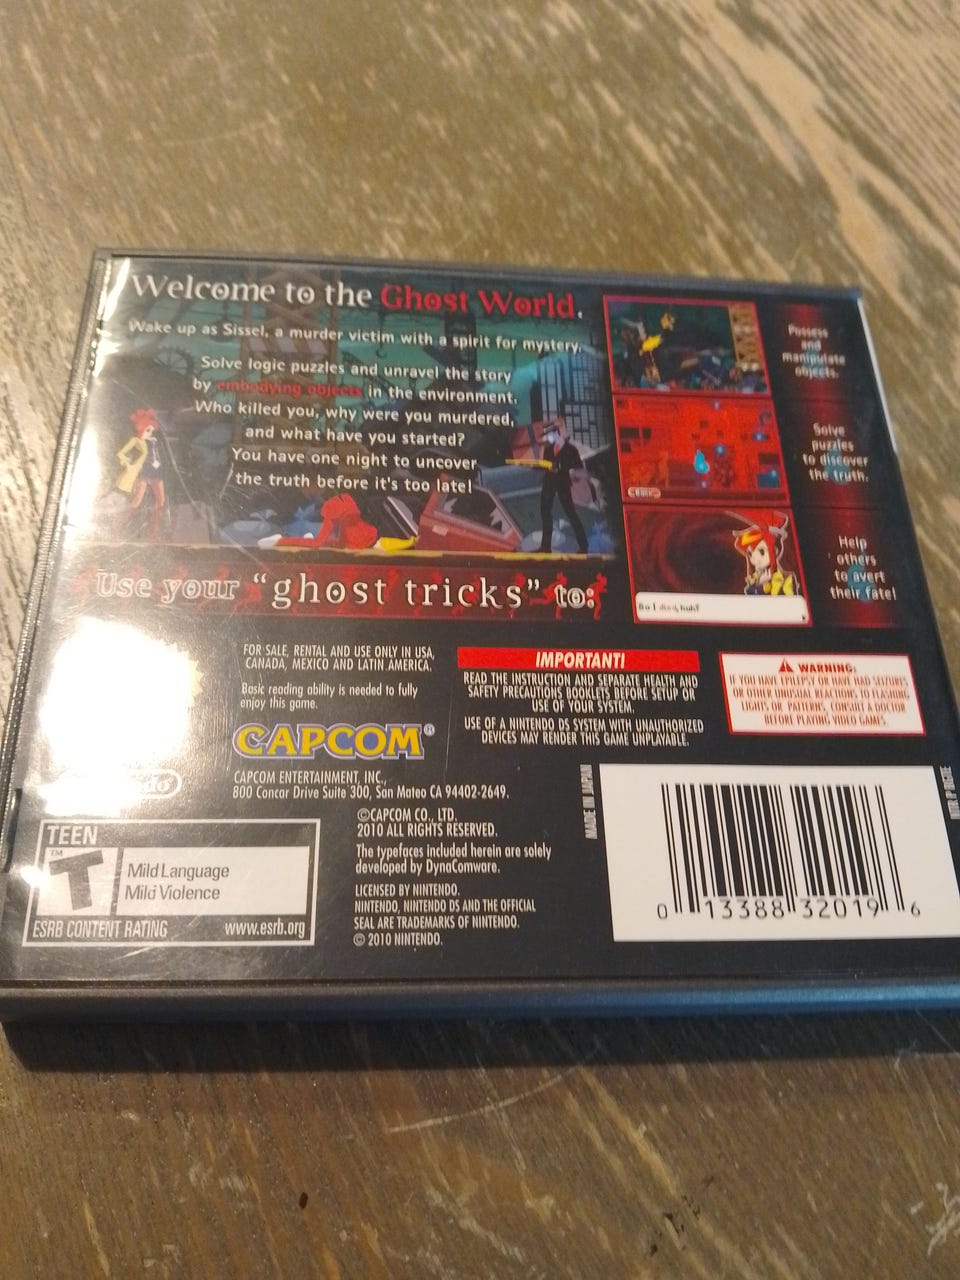 Welcome to the Ghost World.
Wake up as Sissel, a murder victim with a spirit for mystery.
Solve logic puzzles and unravel the story
by embodying objects in the environment.
Who killed you, why were you murdered,
and what have you started?
You have one night to uncover
the truth before it's too late!
Use your "ghost tricks" to:
Possess
and
manipulate
objects.
Solve
puzzles
to discover
the truth.
So I died, huh?
Help
others
to avert
their fate!
FOR SALE, RENTAL AND USE ONLY IN USA,
CANADA, MEXICO AND LATIN AMERICA.
Basic reading ability is needed to fully
enjoy this game.
CAPCOM®
CAPCOM ENTERTAINMENT, INC.,
800 Concar Drive Suite 300, San Mateo CA 94402-2649.
©CAPCOM CO., LTD.
2010 ALL RIGHTS RESERVED.
The typefaces included herein are solely
developed by DynaComware.
LICENSED BY NINTENDO.
NINTENDO, NINTENDO DS AND THE OFFICIAL
SEAL ARE TRADEMARKS OF NINTENDO.
© 2010 NINTENDO.
IMPORTANT!
READ THE INSTRUCTION AND SEPARATE HEALTH AND
SAFETY PRECAUTIONS BOOKLETS BEFORE SETUP OR
USE OF YOUR SYSTEM.
USE OF A NINTENDO DS SYSTEM WITH UNAUTHORIZED
DEVICES MAY RENDER THIS GAME UNPLAYABLE.
WARNING:
IF YOU HAVE EPILEPSY OR HAVE HAD SEIZURES
OR OTHER UNUSUAL REACTIONS TO FLASHING
LIGHTS OR PATTERNS, CONSULT A DOCTOR
BEFORE PLAYING VIDEO GAMES.
TEEN
T™
Mild Language
Mild Violence
ESRB CONTENT RATING www.esrb.org
MADE IN JAPAN
0 13388 32019 6